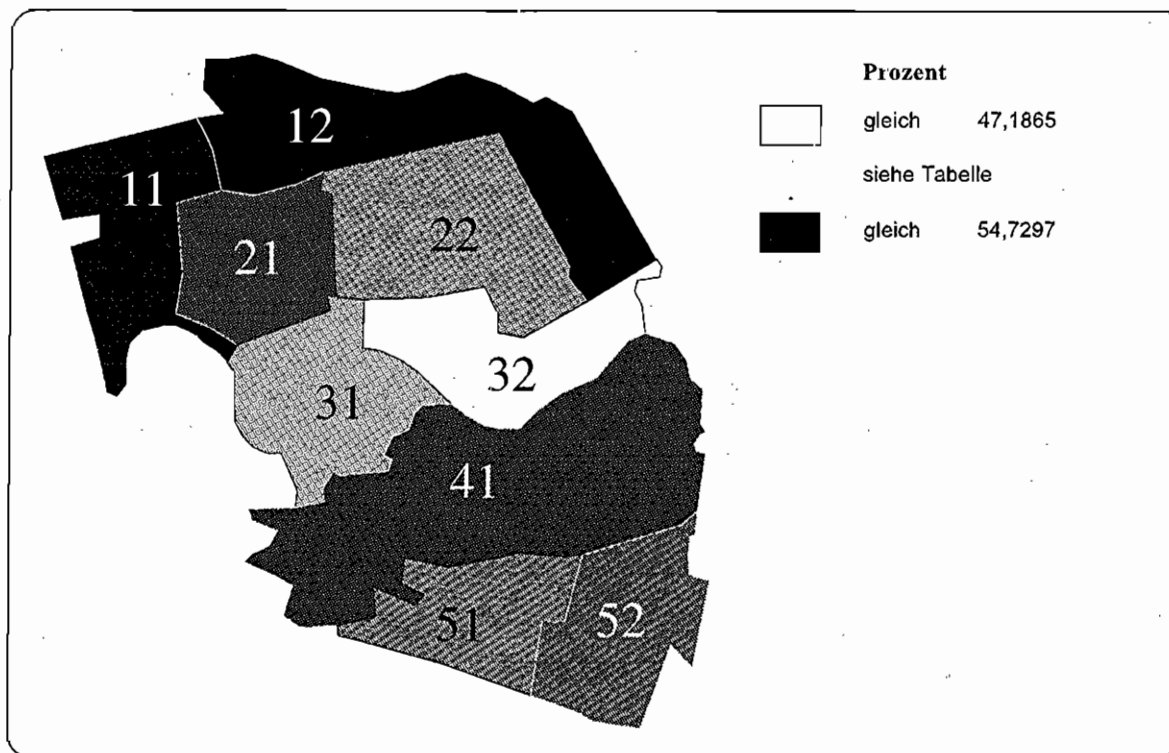 Prozent
gleich 47,1865
siehe Tabelle
gleich 54,7297
12
11
22
21
32
31
41
51
52